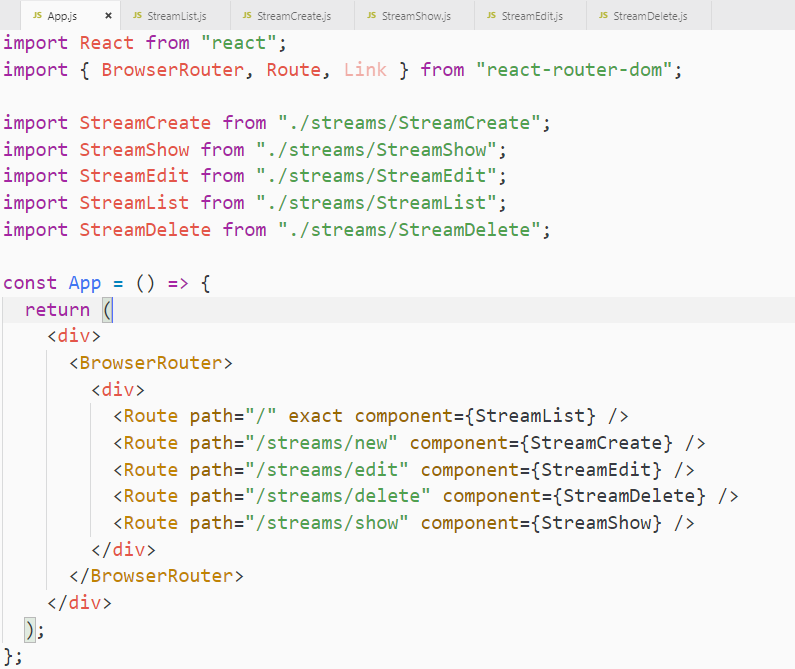 JS App.js × JS StreamList.js JS StreamCreate.js JS StreamShow.js JS StreamEdit.js JS StreamDelete.js
import React from "react";
import { BrowserRouter, Route, Link } from "react-router-dom";
import StreamCreate from "./streams/StreamCreate";
import StreamShow from "./streams/StreamShow";
import StreamEdit from "./streams/StreamEdit";
import StreamList from "./streams/StreamList";
import StreamDelete from "./streams/StreamDelete";
const App = () => {
  return (
    <div>
      <BrowserRouter>
        <div>
          <Route path="/" exact component={StreamList} />
          <Route path="/streams/new" component={StreamCreate} />
          <Route path="/streams/edit" component={StreamEdit} />
          <Route path="/streams/delete" component={StreamDelete} />
          <Route path="/streams/show" component={StreamShow} />
        </div>
      </BrowserRouter>
    </div>
  );
};